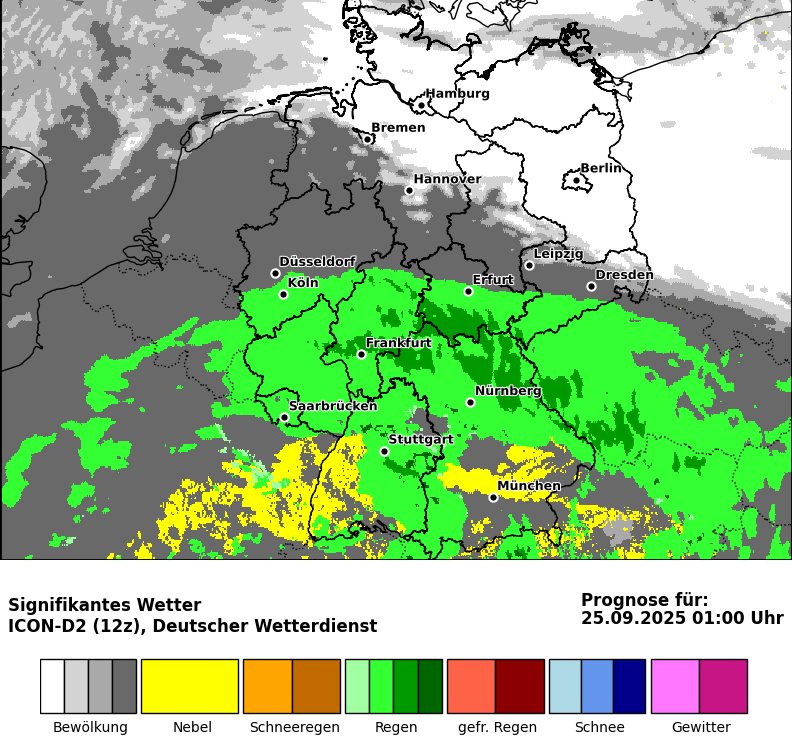 Hamburg
Bremen
Berlin
Hannover
Leipzig
Düsseldorf
Dresden
Köln
Erfurt
Frankfurt
Nürnberg
Saarbrücken
Stuttgart
München
Signifikantes Wetter
ICON-D2 (12z), Deutscher Wetterdienst
Prognose für:
25.09.2025 01:00 Uhr
Bewölkung
Nebel
Schneeregen
Regen
gefr. Regen
Schnee
Gewitter